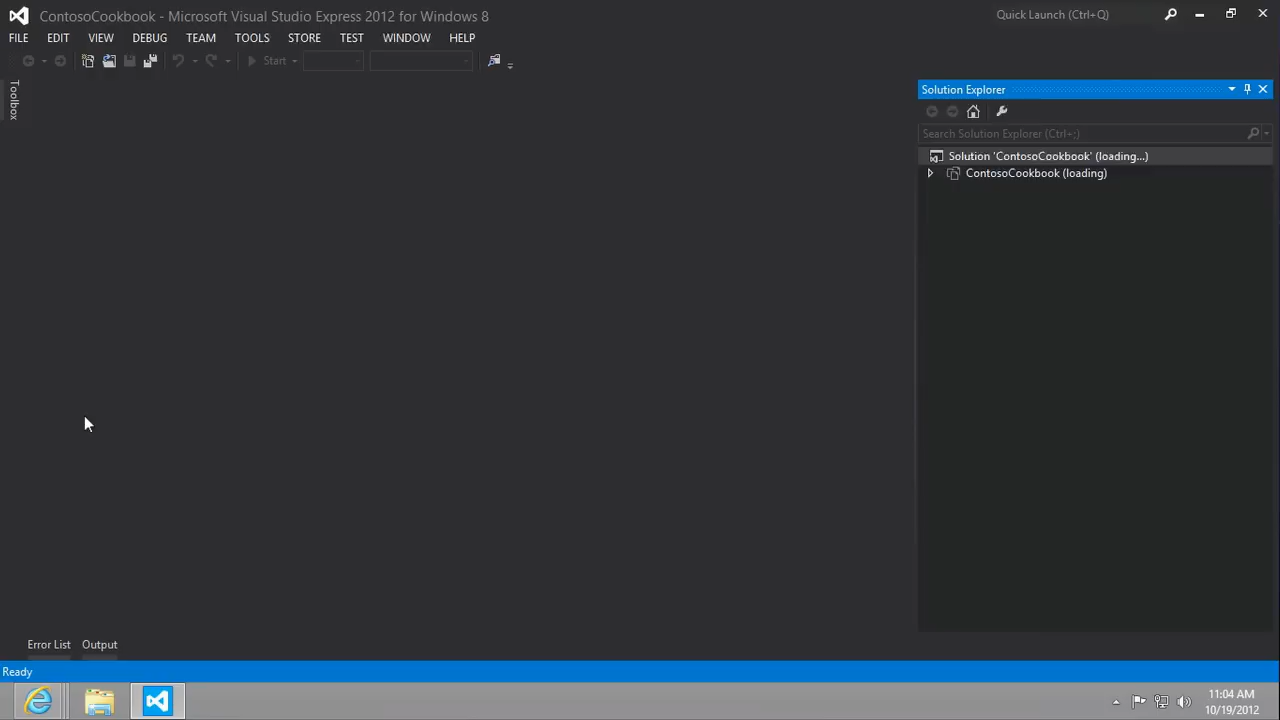 ContosoCookbook - Microsoft Visual Studio Express 2012 for Windows 8
Quick Launch (Ctrl+Q)
FILE EDIT VIEW DEBUG TEAM TOOLS STORE TEST WINDOW HELP
Start
Toolbox
Solution Explorer
Search Solution Explorer (Ctrl+;)
Solution 'ContosoCookbook' (loading...)
ContosoCookbook (loading)
Error List Output
Ready
11:04 AM
10/19/2012